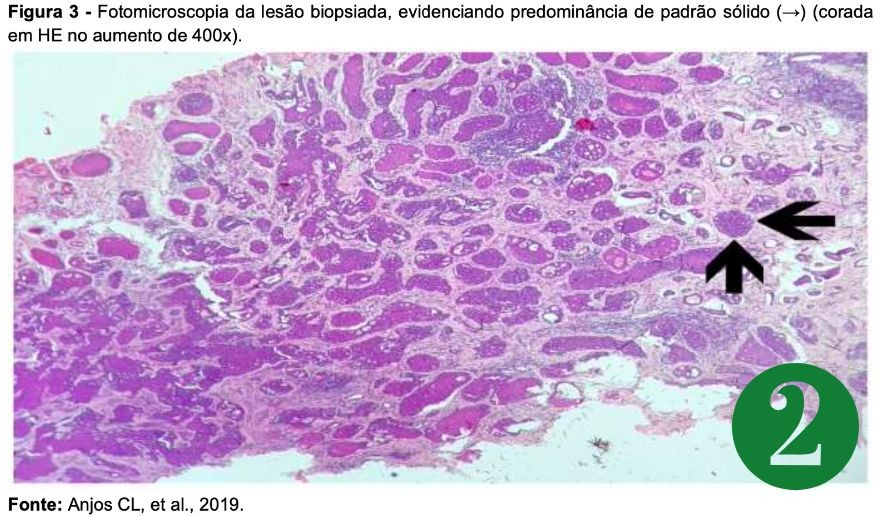 Figura 3 - Fotomicroscopia da lesão biopsiada, evidenciando predominância de padrão sólido (→) (corada
em HE no aumento de 400x).
2
Fonte: Anjos CL, et al., 2019.